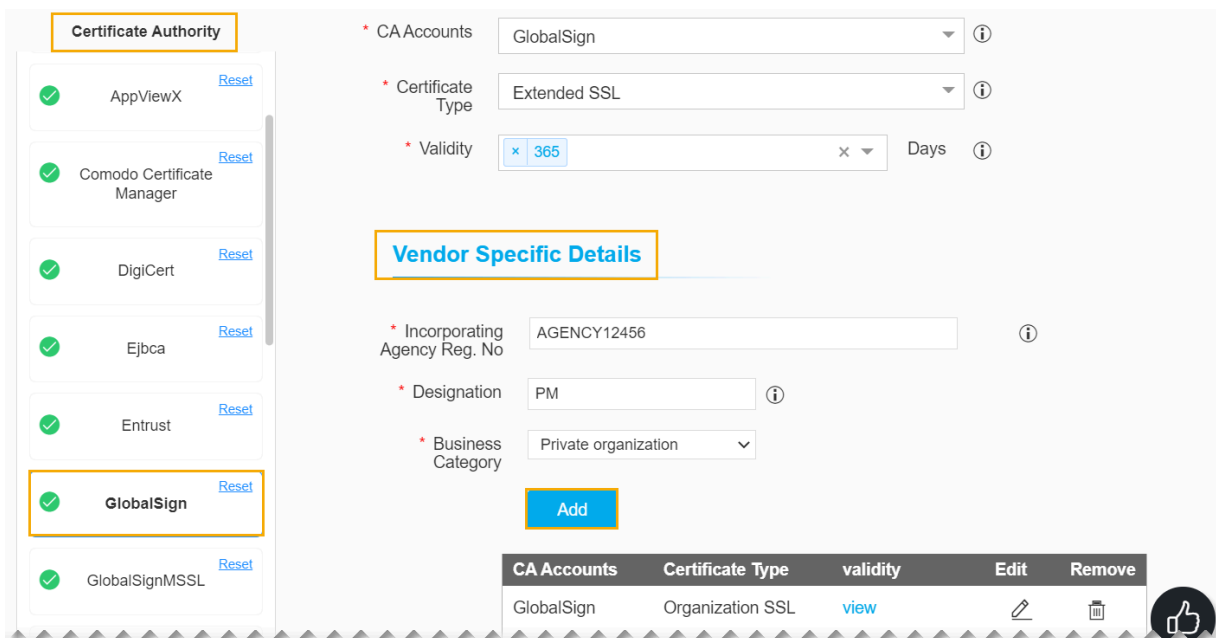 Certificate Authority
Reset
AppViewX
Reset
Comodo Certificate
Manager
Reset
DigiCert
Reset
Ejbca
Reset
Entrust
Reset
GlobalSign
Reset
GlobalSignMSSL
* CA Accounts
GlobalSign
* Certificate
Type
Extended SSL
* Validity
× 365
Days
Vendor Specific Details
* Incorporating
Agency Reg. No
AGENCY12456
* Designation
PM
* Business
Category
Private organization
Add
CA Accounts Certificate Type validity Edit Remove
GlobalSign Organization SSL view